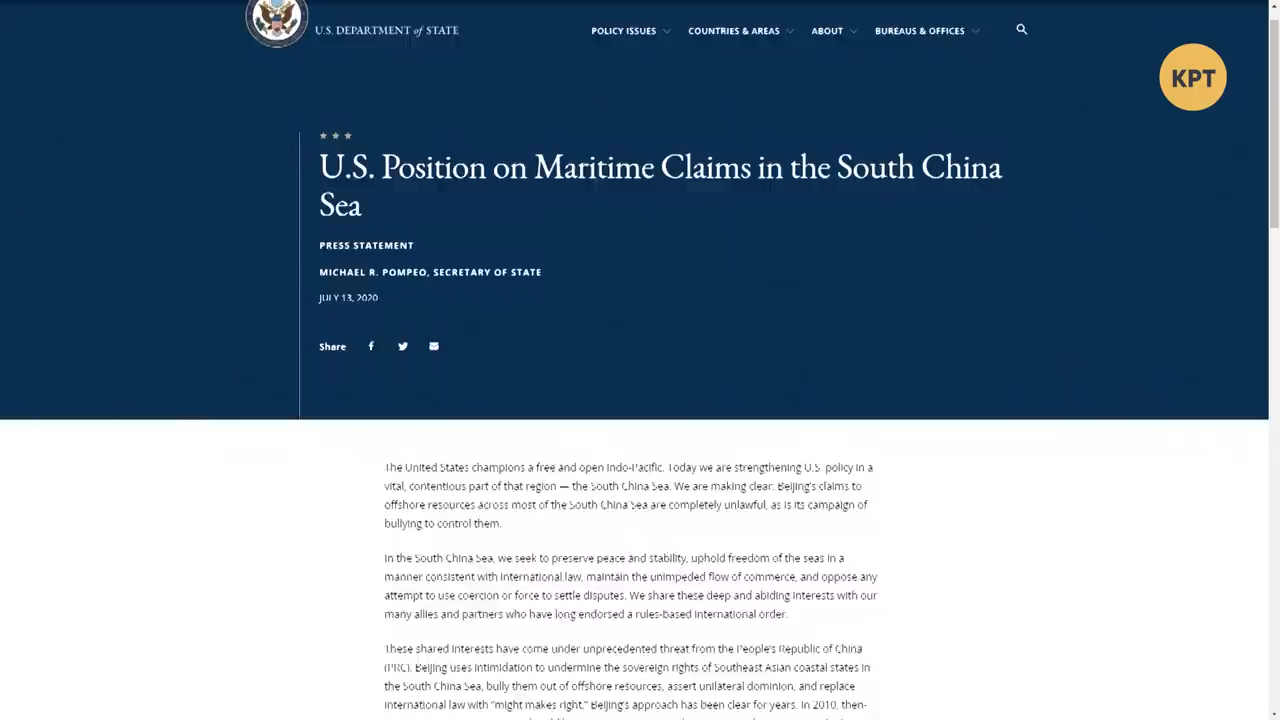 U.S. DEPARTMENT of STATE
POLICY ISSUES
COUNTRIES & AREAS
ABOUT
BUREAUS & OFFICES
KPT
U.S. Position on Maritime Claims in the South China
Sea
PRESS STATEMENT
MICHAEL R. POMPEO, SECRETARY OF STATE
JULY 13, 2020
Share
The United States champions a free and open Indo-Pacific. Today we are strengthening U.S. policy in a
vital, contentious part of that region — the South China Sea. We are making clear: Beijing's claims to
offshore resources across most of the South China Sea are completely unlawful, as is its campaign of
bullying to control them.
In the South China Sea, we seek to preserve peace and stability, uphold freedom of the seas in a
manner consistent with international law, maintain the unimpeded flow of commerce, and oppose any
attempt to use coercion or force to settle disputes. We share these deep and abiding interests with our
many allies and partners who have long endorsed a rules-based international order.
These shared interests have come under unprecedented threat from the People's Republic of China
(PRC). Beijing uses intimidation to undermine the sovereign rights of Southeast Asian coastal states in
the South China Sea, bully them out of offshore resources, assert unilateral dominion, and replace
international law with "might makes right." Beijing's approach has been clear for years. In 2010, then-